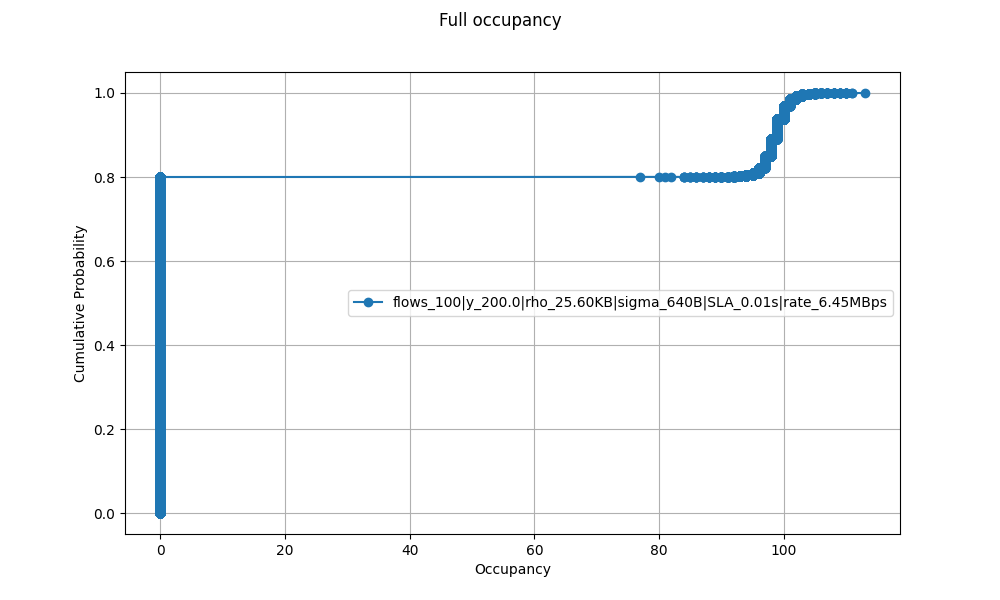 Full occupancy
1.0
0.8
0.6
0.4
0.2
0.0
Cumulative Probability
flows_100|y_200.0|rho_25.60KB|sigma_640B|SLA_0.01s|rate_6.45MBps
0 20 40 60 80 100
Occupancy